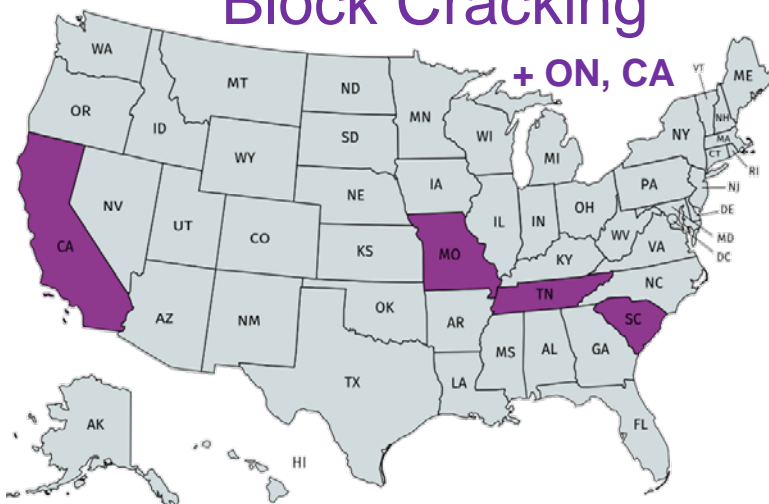 Block Cracking
+ ON, CA
WA
MT
ND
MN
VT
ME
OR
ID
SD
WI
MI
NY
NH
MA
CT
RI
WY
IA
PA
NJ
NE
IL
IN
OH
DE
NV
UT
CO
KS
MO
KY
WV
VA
MD
DC
CA
AZ
NM
OK
AR
TN
NC
SC
TX
LA
MS
AL
GA
AK
HI
FL